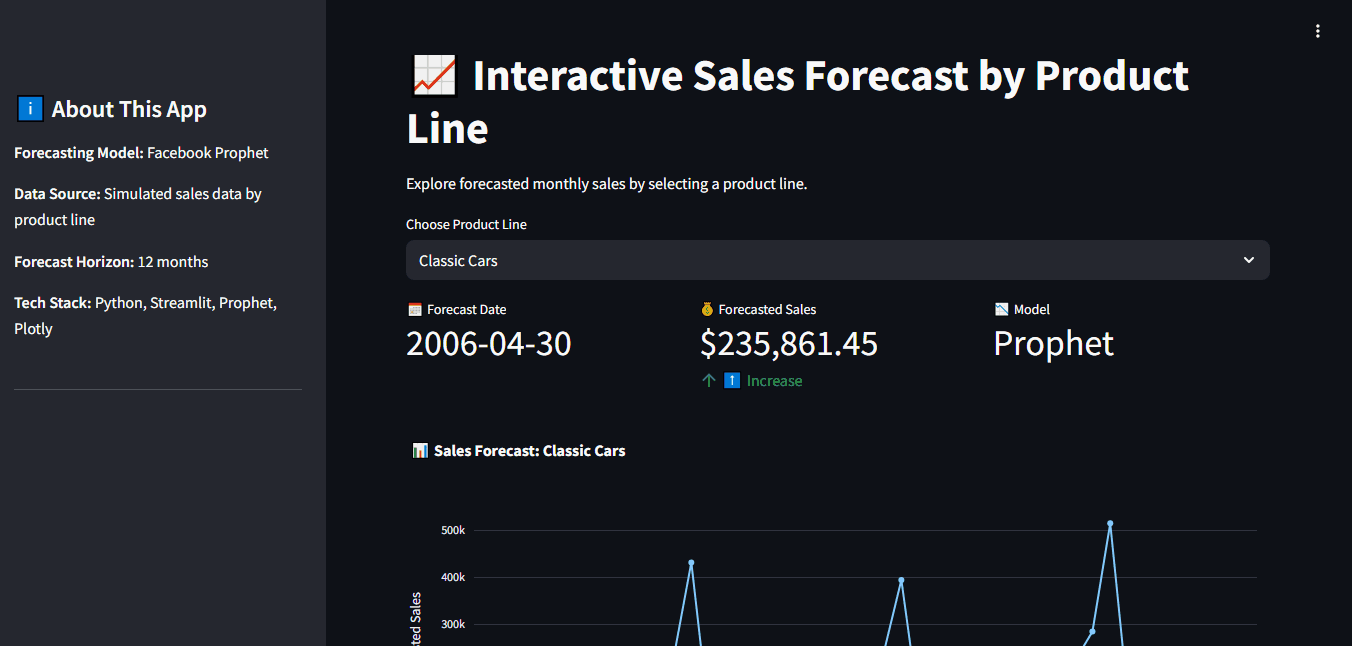 About This App
Forecasting Model: Facebook Prophet
Data Source: Simulated sales data by
product line
Forecast Horizon: 12 months
Tech Stack: Python, Streamlit, Prophet,
Plotly
Interactive Sales Forecast by Product
Line
Explore forecasted monthly sales by selecting a product line.
Choose Product Line
Classic Cars
Forecast Date
2006-04-30
Forecasted Sales
$235,861.45
Increase
Model
Prophet
Sales Forecast: Classic Cars
500k
400k
300k
Sales